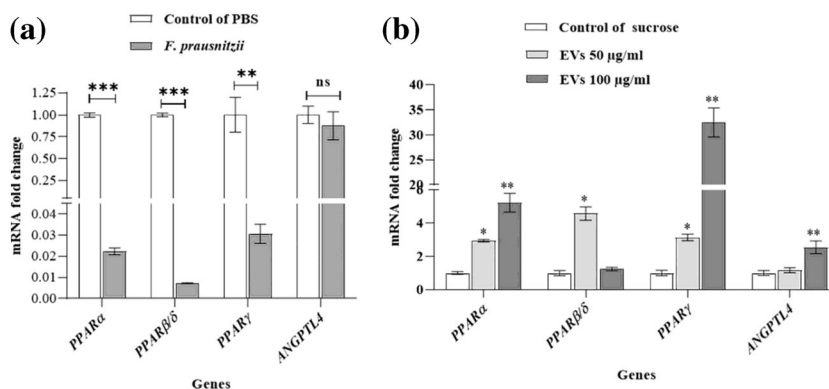 (a)
Control of PBS
F. prausnitzii
mRNA fold change
1.25
1.00
0.75
0.50
0.25
0.04
0.03
0.02
0.01
0.00
***
***
**
ns
PPARα
PPARβ/δ
PPARγ
ANGPTL4
Genes
(b)
Control of sucrose
EVs 50 µg/ml
EVs 100 µg/ml
mRNA fold change
40
35
30
25
20
6
4
2
0
*
**
*
*
**
**
PPARα
PPARβ/δ
PPARγ
ANGPTL4
Genes